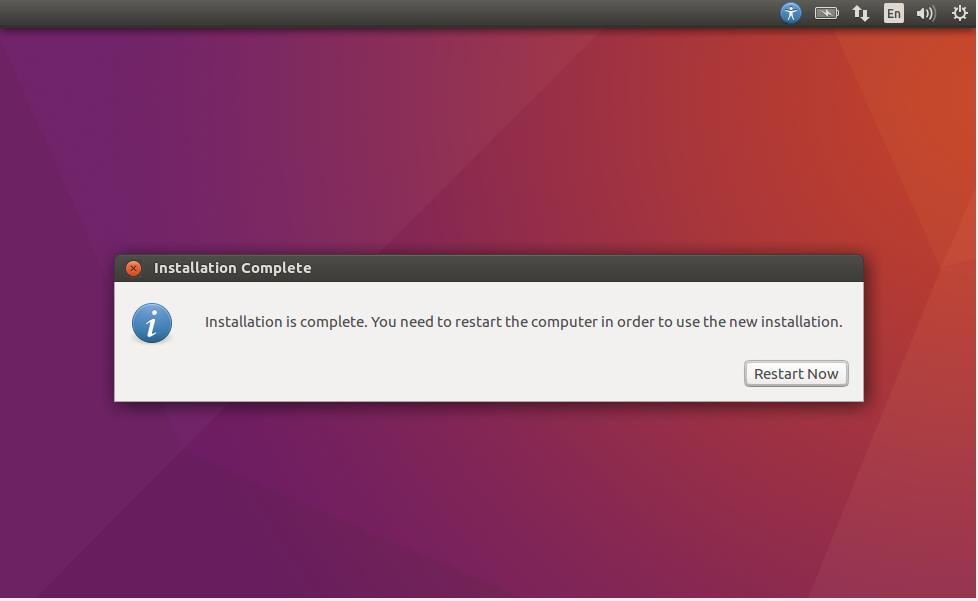 En
Installation Complete
Installation is complete. You need to restart the computer in order to use the new installation.
Restart Now